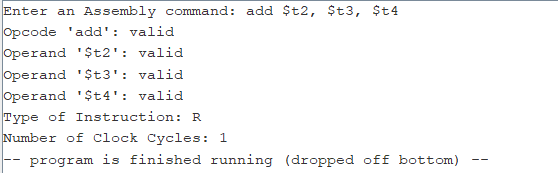 Enter an Assembly command: add $t2, $t3, $t4
Opcode 'add': valid
Operand '$t2': valid
Operand '$t3': valid
Operand '$t4': valid
Type of Instruction: R
Number of Clock Cycles: 1
-- program is finished running (dropped off bottom) --